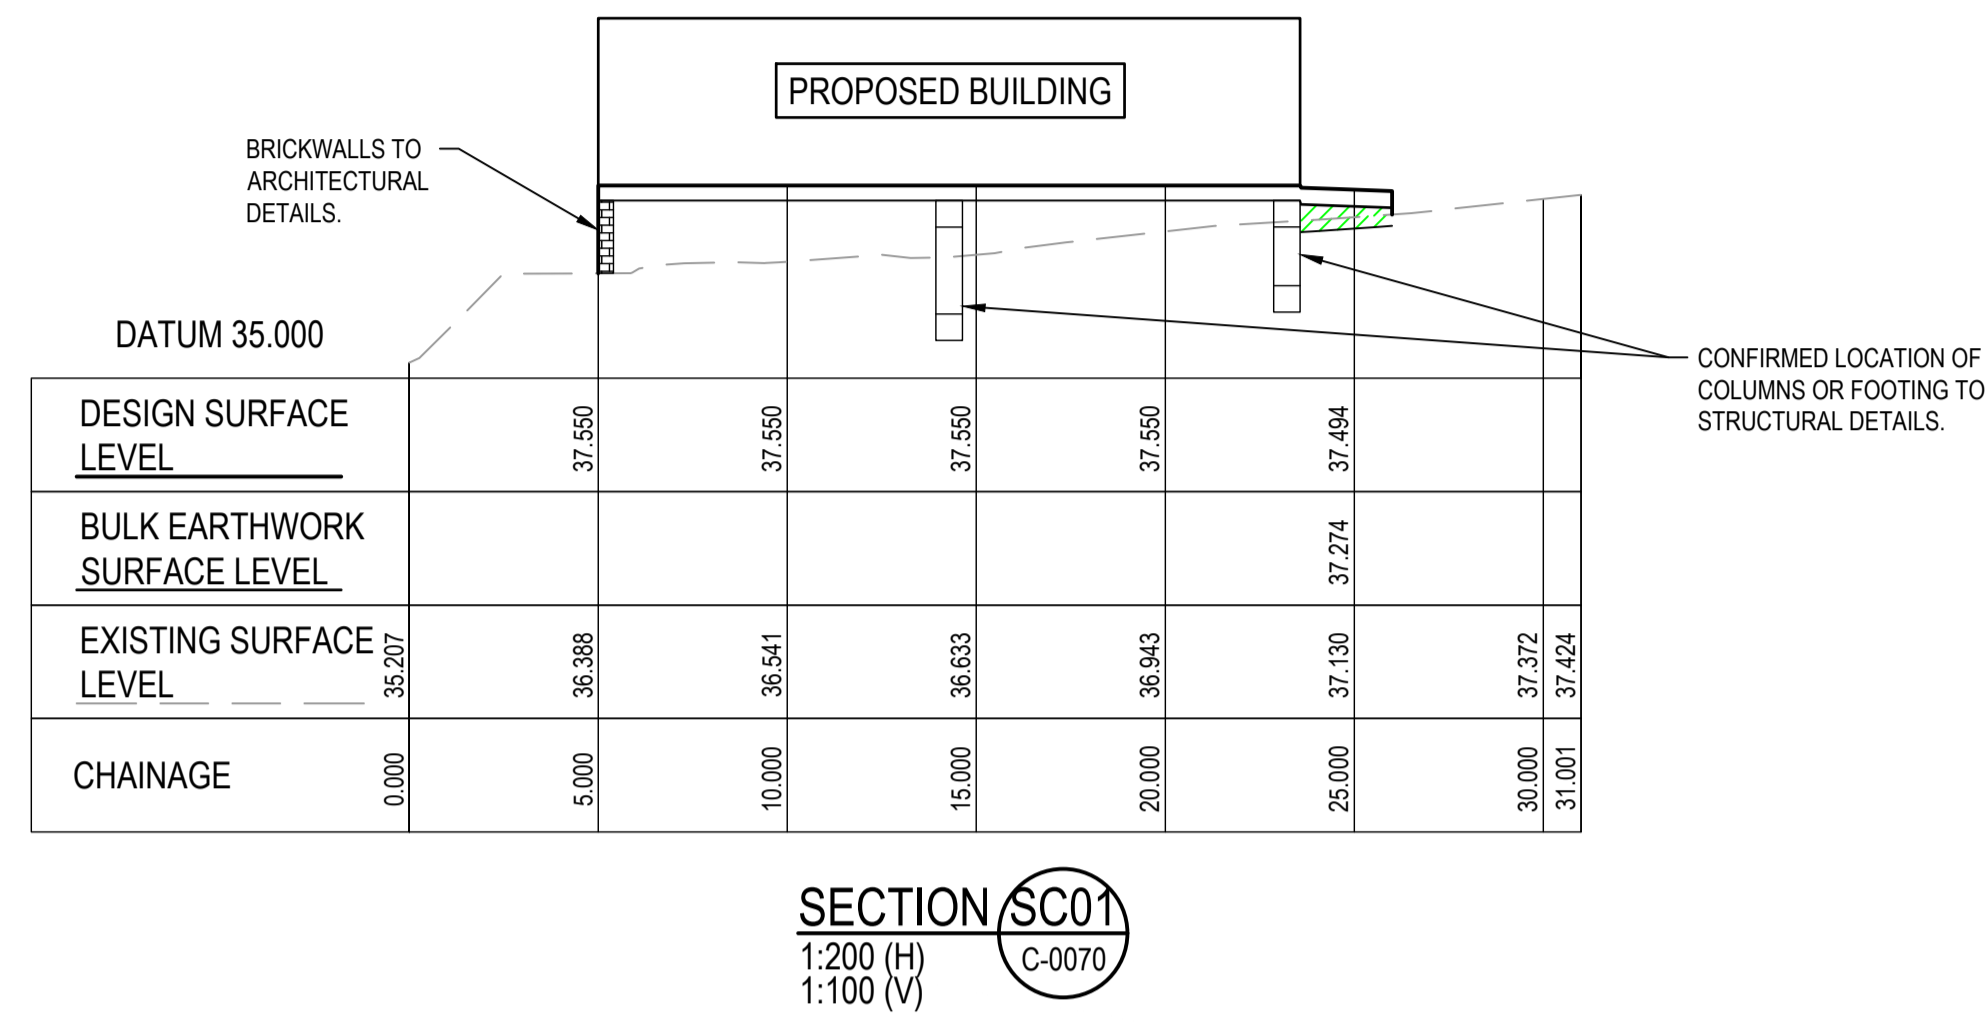 PROPOSED BUILDING
BRICKWALLS TO
ARCHITECTURAL
DETAILS.
DATUM 35.000
CONFIRMED LOCATION OF
COLUMNS OR FOOTING TO
STRUCTURAL DETAILS.
DESIGN SURFACE
LEVEL
37.550 37.550 37.550 37.550 37.494
BULK EARTHWORK
SURFACE LEVEL
37.274
EXISTING SURFACE
LEVEL
35.207 36.388 36.541 36.633 36.943 37.130 37.372 37.424
CHAINAGE
0.000 5.000 10.000 15.000 20.000 25.000 30.000 31.001
SECTION SC01
1:200 (H)
1:100 (V)
C-0070